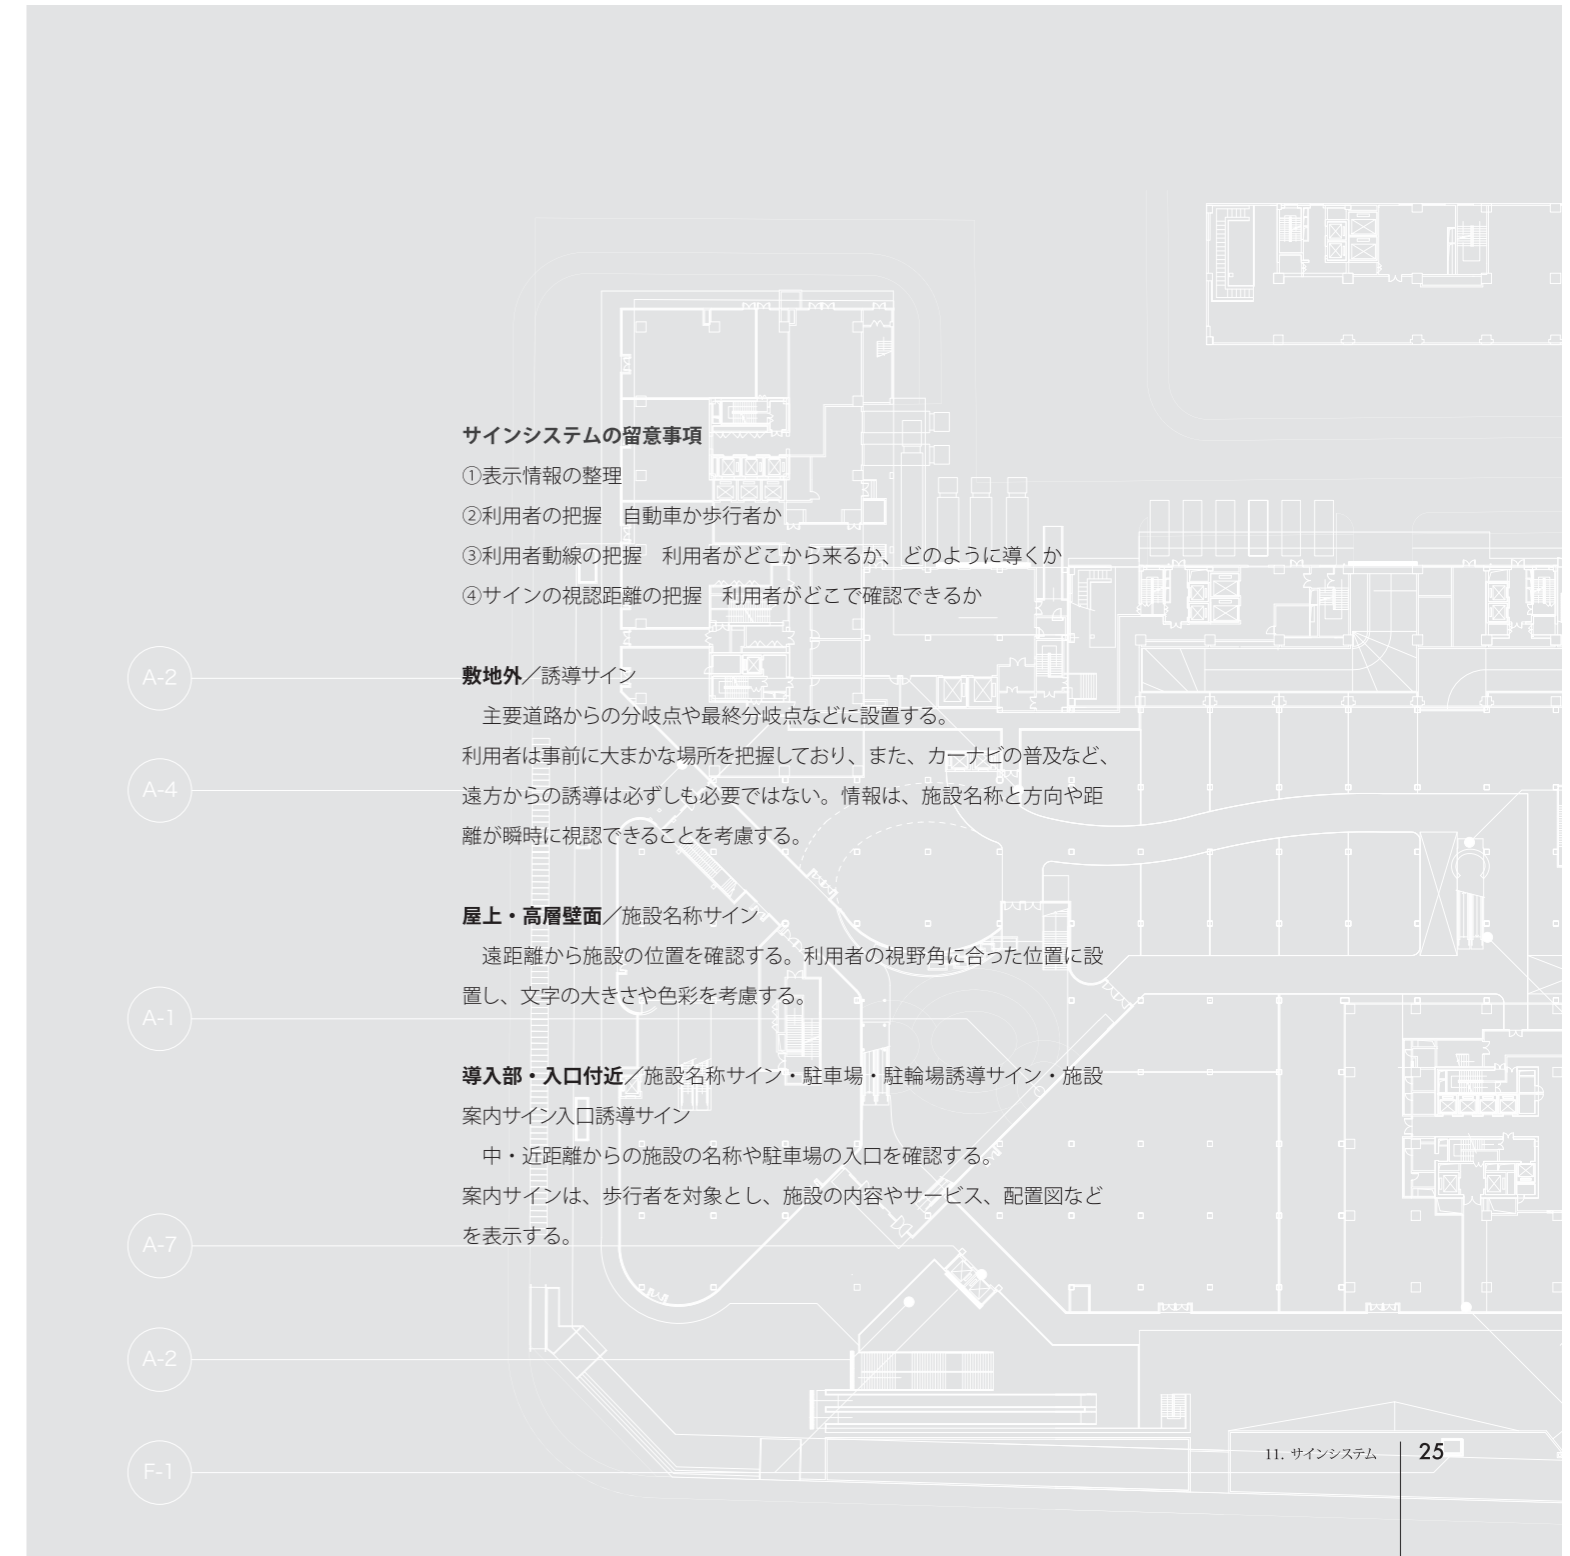 サインシステムの留意事項
①表示情報の整理
②利用者の把握　自動車か歩行者か
③利用者動線の把握　利用者がどこから来るか、どのように導くか
④サインの視認距離の把握　利用者がどこで確認できるか
A-2
敷地外／誘導サイン
　主要道路からの分岐点や最終分岐点などに設置する。
利用者は事前に大まかな場所を把握しており、また、カーナビの普及など、
A-4
遠方からの誘導は必ずしも必要ではない。情報は、施設名称と方向や距
離が瞬時に視認できることを考慮する。
屋上・高層壁面／施設名称サイン
　遠距離から施設の位置を確認する。利用者の視野角に合った位置に設
置し、文字の大きさや色彩を考慮する。
A-1
導入部・入口付近／施設名称サイン・駐車場・駐輪場誘導サイン・施設
案内サイン入口誘導サイン
　中・近距離からの施設の名称や駐車場の入口を確認する。
案内サインは、歩行者を対象とし、施設の内容やサービス、配置図など
を表示する。
A-7
A-2
F-1
11. サインシステム
25